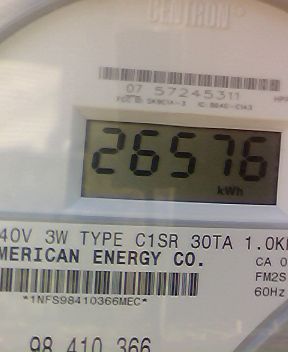 CENTRON
07 57245311
26576
kWh
40V 3W TYPE C1SR 30TA 1.0K
MERICAN ENERGY CO.
CA 0
FM2S
60Hz
*1NFS98410366MEC*
98 410 366